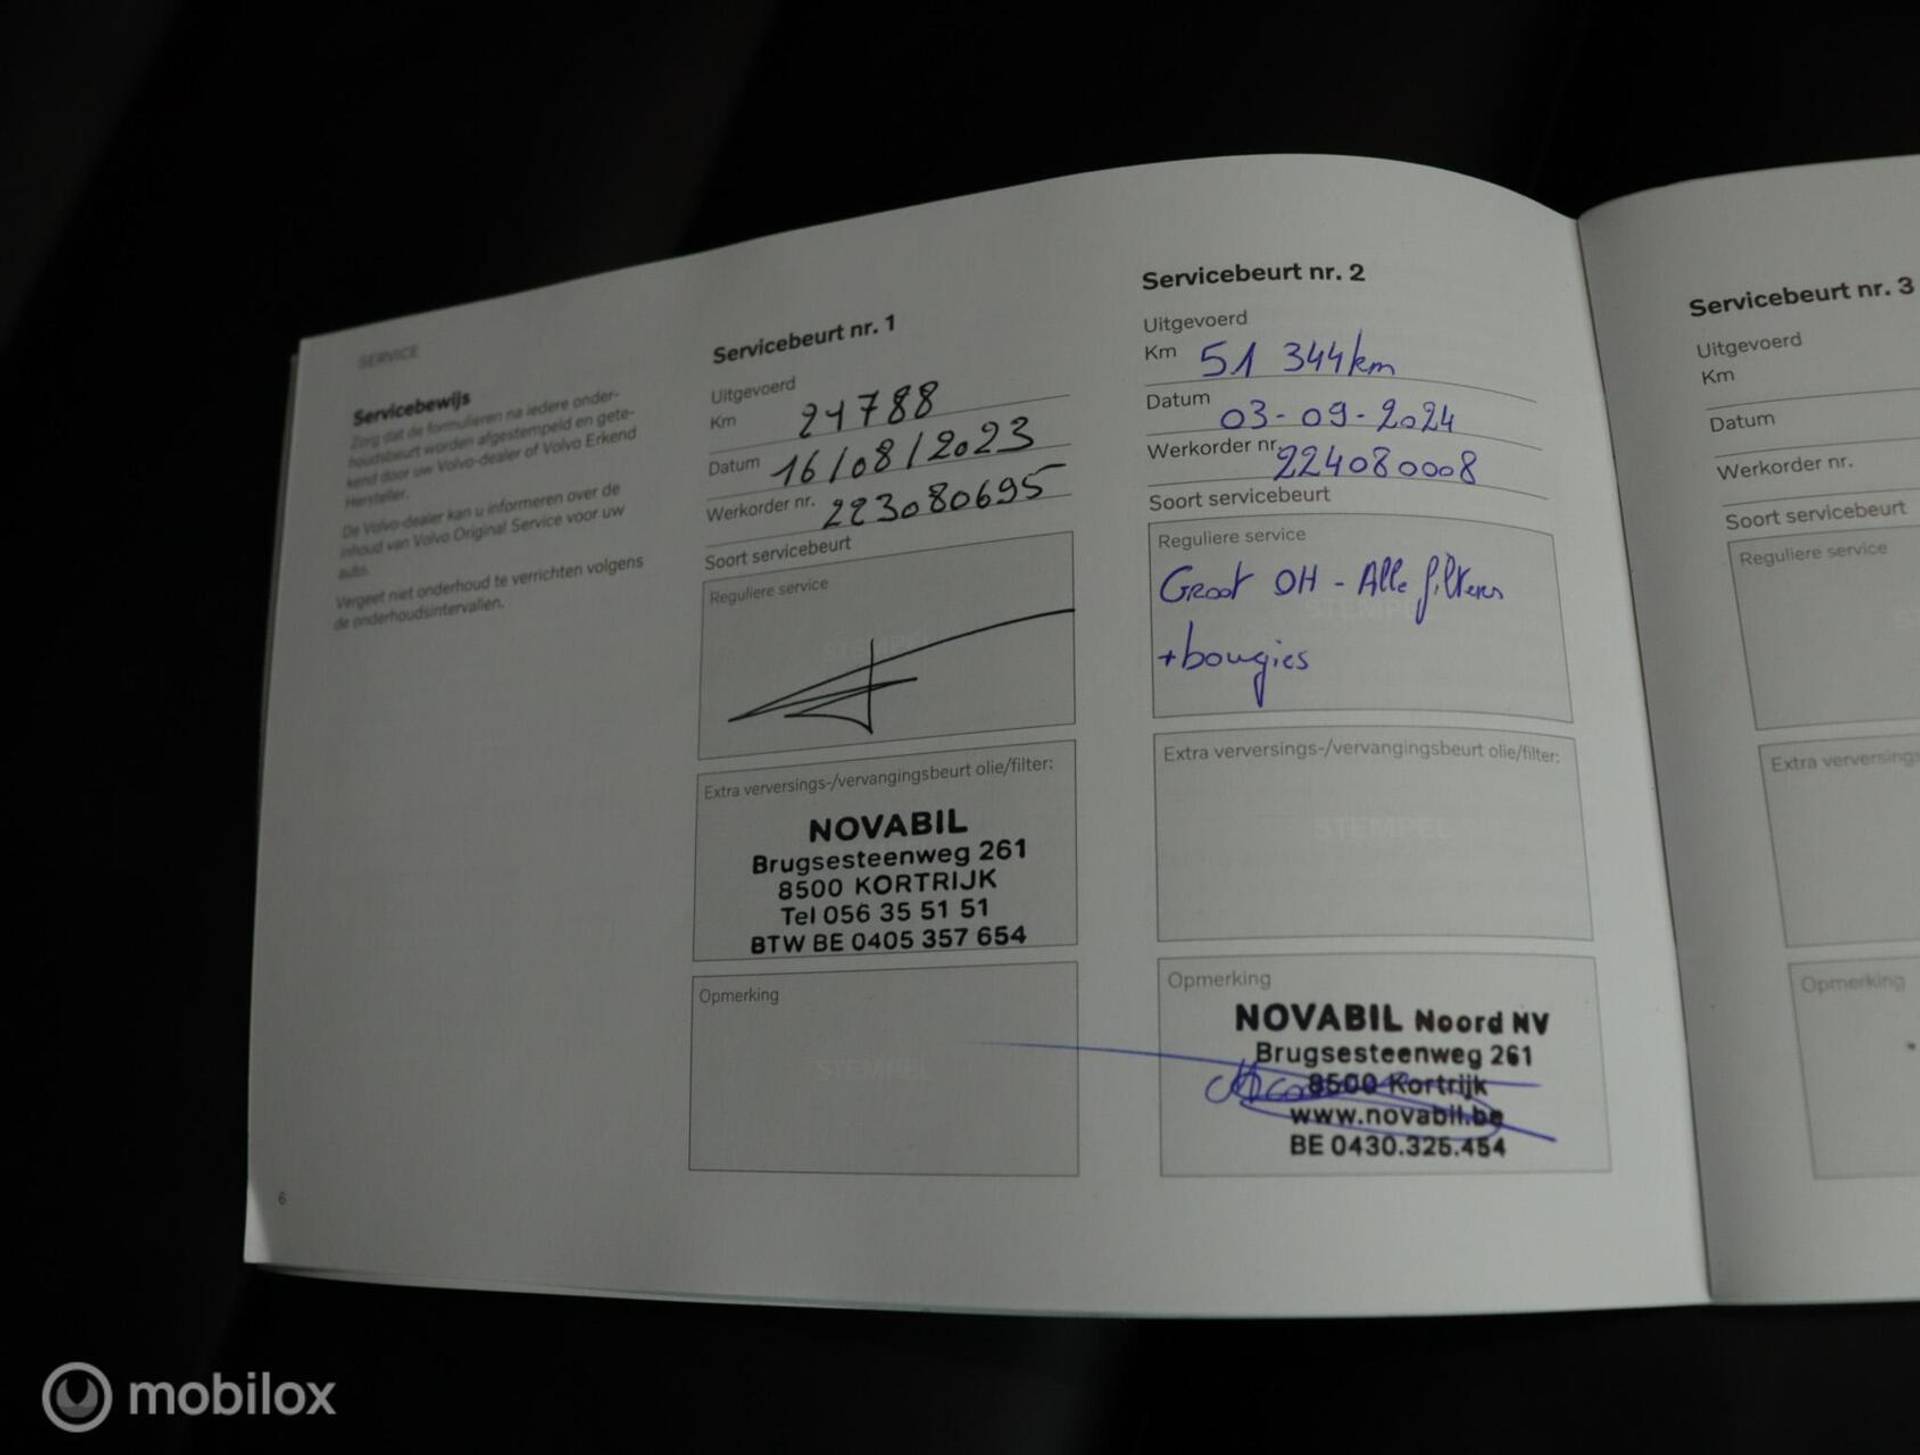 SERVICE
Servicebewijs
Zorg dat de formulieren na iedere onder-
houdsbeurt worden afgestempeld en gete-
kend door uw Volvo-dealer of Volvo Erkend
Hersteller.
De Volvo-dealer kan u informeren over de
inhoud van Volvo Original Service voor uw
auto.
Vergeet niet onderhoud te verrichten volgens
de onderhoudsintervallen.
6
Servicebeurt nr. 1
Uitgevoerd
Km
Datum 16/08/2023
Werkorder nr. 223080695
Soort servicebeurt
Reguliere service
STEMPEL
Extra verversings-/vervangingsbeurt olie/filter:
NOVABIL
Brugsesteenweg 261
8500 KORTRIJK
Tel 056 35 51 51
BTW BE 0405 357 654
Opmerking
STEMPEL
Servicebeurt nr. 2
Uitgevoerd
Km 51 344km
Datum 03-09-2024
Werkorder nr. 224080008
Soort servicebeurt
Reguliere service
STEMPEL
Groot OH - Alle filters
+bougies
Extra verversings-/vervangingsbeurt olie/filter:
STEMPEL
Opmerking
NOVABIL Noord NV
Brugsesteenweg 261
8500 Kortrijk
www.novabil.be
BE 0430.325.454
Servicebeurt nr. 3
Uitgevoerd
Km
Datum
Werkorder nr.
Soort servicebeurt
Reguliere service
Extra verversings
Opmerking
mobilox